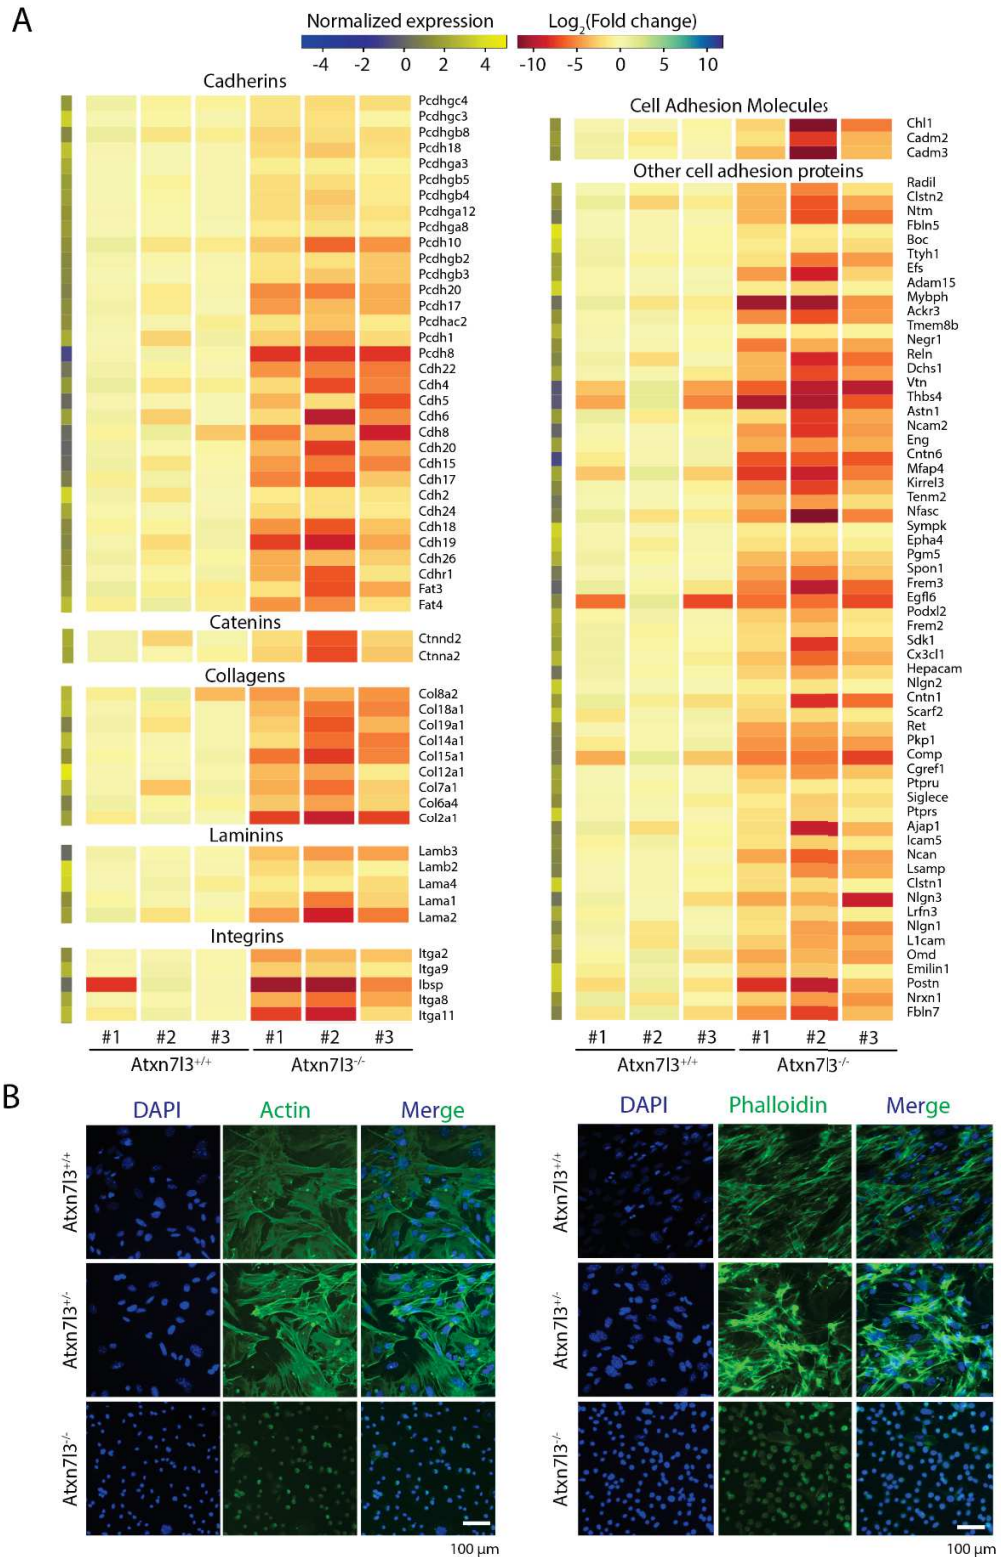 A
Normalized expression
Log2(Fold change)
-4 -2 0 2 4
-10 -5 0 5 10
Cadherins
Pcdhgc4
Pcdhgc3
Pcdhgb8
Pcdh18
Pcdhga3
Pcdhgb5
Pcdhgb4
Pcdhga12
Pcdhga8
Pcdh10
Pcdhgb2
Pcdhgb3
Pcdh20
Pcdh17
Pcdhac2
Pcdh1
Pcdh8
Cdh22
Cdh4
Cdh5
Cdh6
Cdh8
Cdh20
Cdh15
Cdh17
Cdh2
Cdh24
Cdh18
Cdh19
Cdh26
Cdhr1
Fat3
Fat4
Catenins
Ctnnd2
Ctnna2
Collagens
Col8a2
Col18a1
Col19a1
Col14a1
Col15a1
Col12a1
Col7a1
Col6a4
Col2a1
Laminins
Lamb3
Lamb2
Lama4
Lama1
Lama2
Integrins
Itga2
Itga9
Ibsp
Itga8
Itga11
#1 #2 #3 #1 #2 #3
Atxn7l3+/+ Atxn7l3-/-
Cell Adhesion Molecules
Chl1
Cadm2
Cadm3
Other cell adhesion proteins
Radil
Clstn2
Ntm
Fbln5
Boc
Ttyh1
Efs
Adam15
Mybph
Ackr3
Tmem8b
Negr1
Reln
Dchs1
Vtn
Thbs4
Astn1
Ncam2
Eng
Cntn6
Mfap4
Kirrel3
Tenm2
Nfasc
Sympk
Epha4
Pgm5
Spon1
Frem3
Egfl6
Podxl2
Frem2
Sdk1
Cx3cl1
Hepacam
Nlgn2
Cntn1
Scarf2
Ret
Pkp1
Comp
Cgref1
Ptpru
Siglece
Ptprs
Ajap1
Icam5
Ncan
Lsamp
Clstn1
Nlgn3
Lrfn3
Nlgn1
L1cam
Omd
Emilin1
Postn
Nrxn1
Fbln7
#1 #2 #3 #1 #2 #3
Atxn7l3+/+ Atxn7l3-/-
B
DAPI Actin Merge
Atxn7l3+/+
Atxn7l3+/-
Atxn7l3-/-
100 µm
DAPI Phalloidin Merge
Atxn7l3+/+
Atxn7l3+/-
Atxn7l3-/-
100 µm